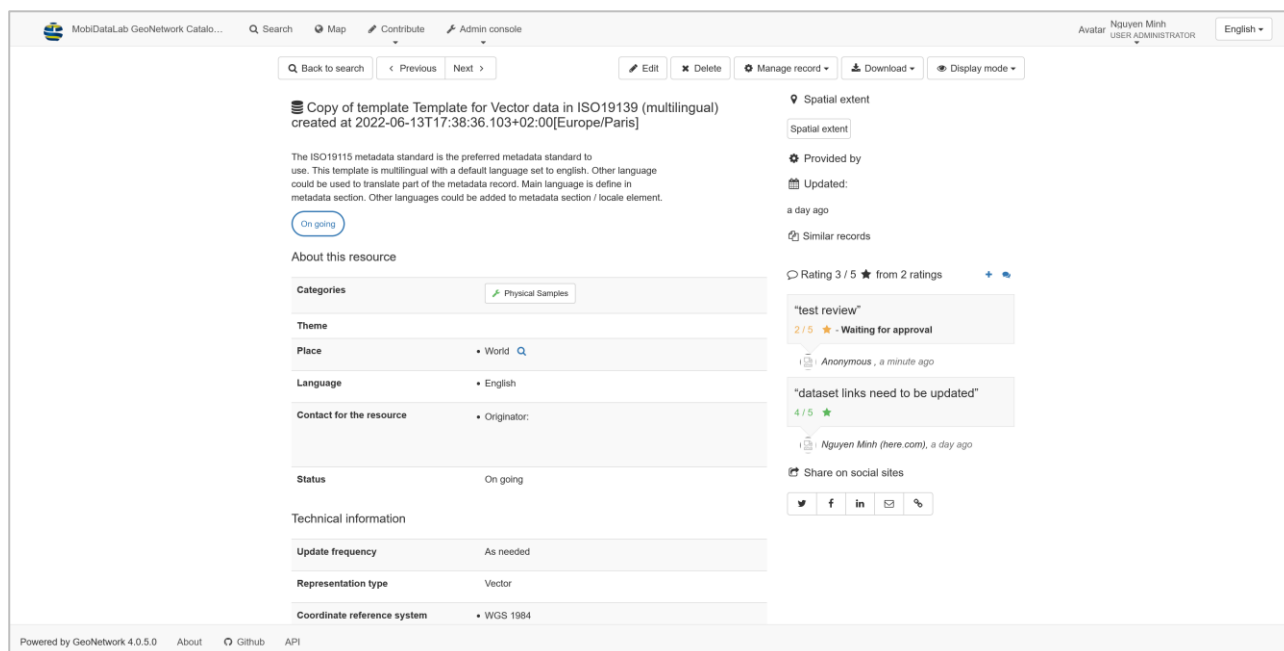 MobiDataLab GeoNetwork Catalo...
Search
Map
Contribute
Admin console
Avatar
Nguyen Minh
USER ADMINISTRATOR
English
Back to search
Previous
Next
Edit
Delete
Manage record
Download
Display mode
Copy of template Template for Vector data in ISO19139 (multilingual)
created at 2022-06-13T17:38:36.103+02:00[Europe/Paris]
The ISO19115 metadata standard is the preferred metadata standard to
use. This template is multilingual with a default language set to english. Other language
could be used to translate part of the metadata record. Main language is define in
metadata section. Other languages could be added to metadata section / locale element.
On going
About this resource
Categories
Physical Samples
Theme
Place
• World
Language
• English
Contact for the resource
• Originator:
Status
On going
Technical information
Update frequency
As needed
Representation type
Vector
Coordinate reference system
• WGS 1984
Spatial extent
Spatial extent
Provided by
Updated:
a day ago
Similar records
Rating 3 / 5 ★ from 2 ratings
“test review”
2 / 5 ★ - Waiting for approval
Anonymous , a minute ago
“dataset links need to be updated”
4 / 5 ★
Nguyen Minh (here.com), a day ago
Share on social sites
Powered by GeoNetwork 4.0.5.0
About
Github
API